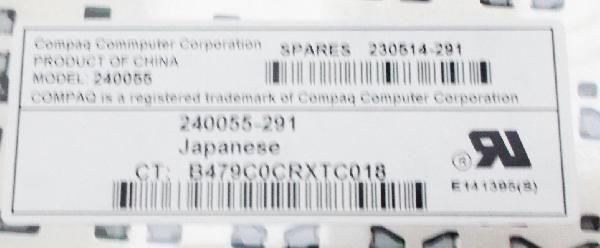 Compaq Commputer Corporation
PRODUCT OF CHINA
MODEL: 240055
SPARES 230514-291
COMPAQ is a registered trademark of Compaq Computer Corporation
240055-291
Japanese
CT: B479C0CRXTC018
® RU
E141395(S)